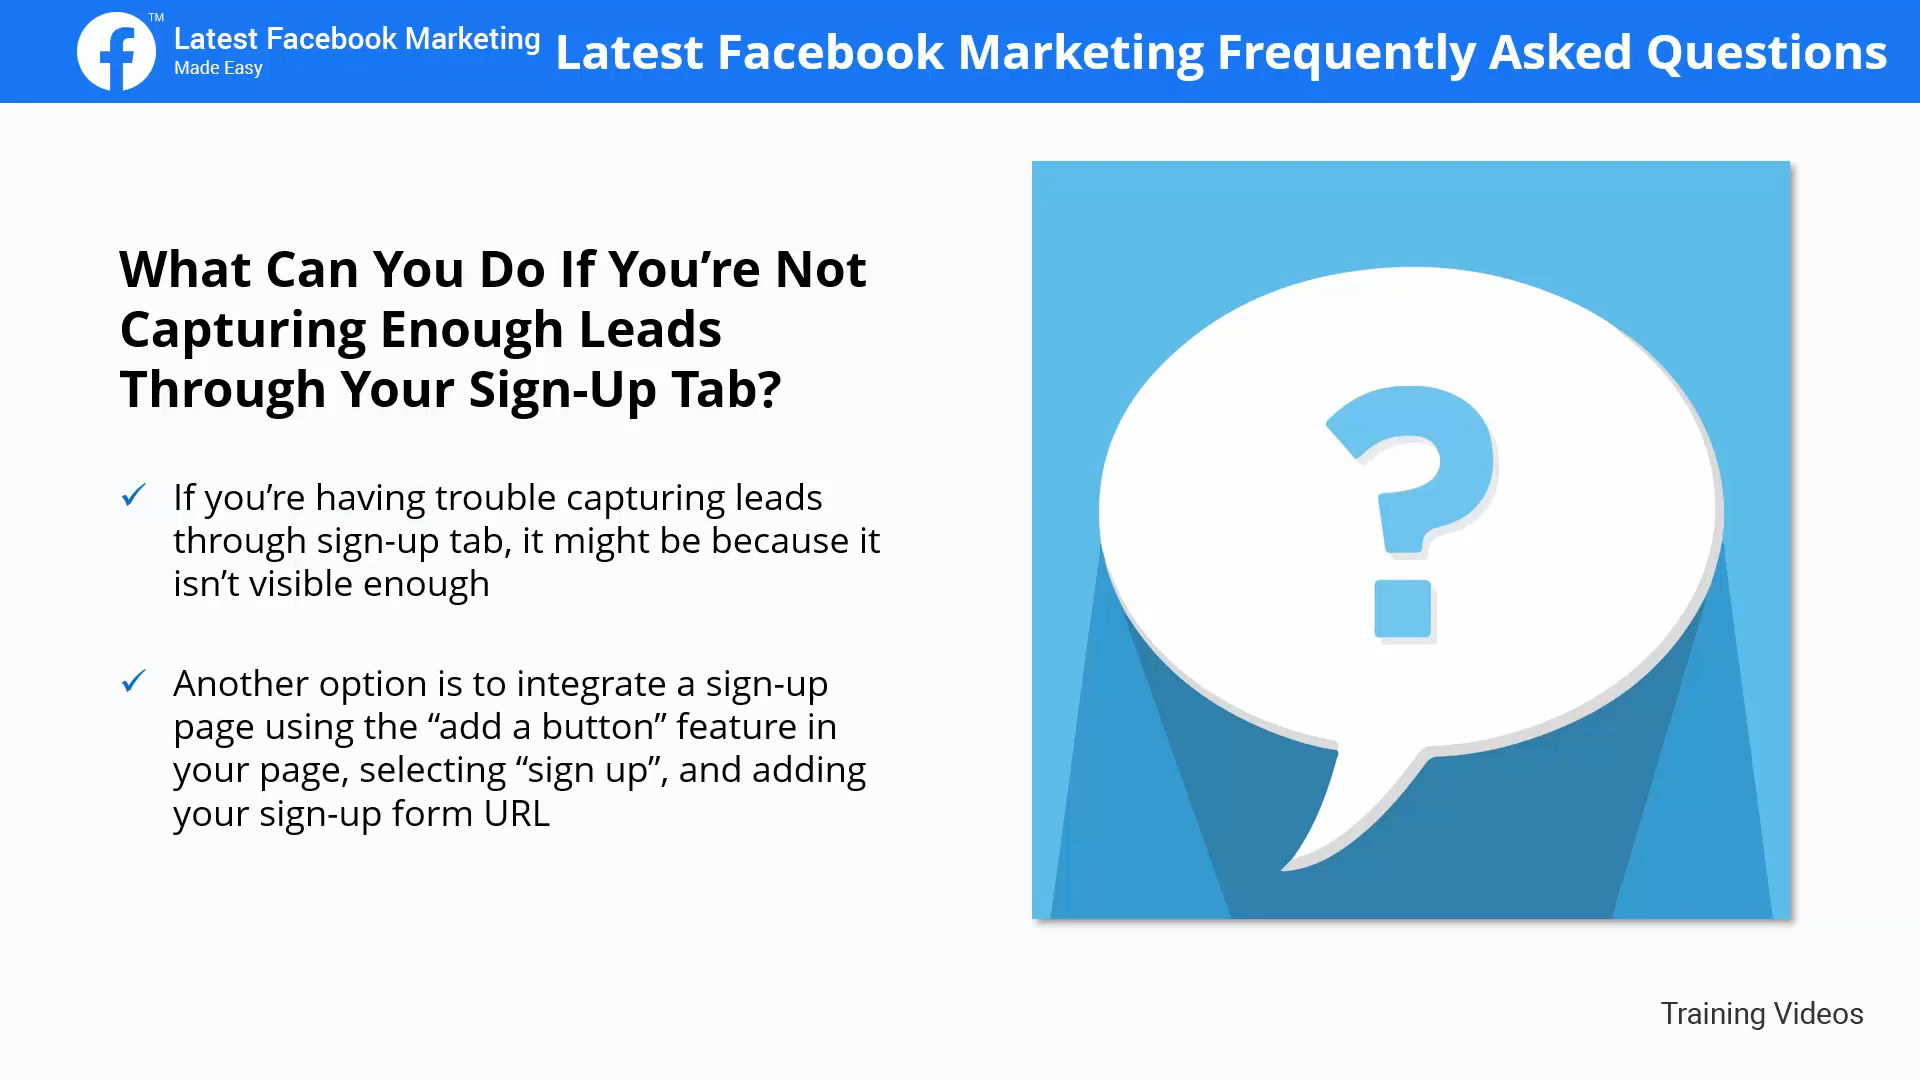 TM
Latest Facebook Marketing
Made Easy
Latest Facebook Marketing Frequently Asked Questions
What Can You Do If You’re Not
Capturing Enough Leads
Through Your Sign-Up Tab?
✓ If you’re having trouble capturing leads
through sign-up tab, it might be because it
isn’t visible enough
✓ Another option is to integrate a sign-up
page using the “add a button” feature in
your page, selecting “sign up”, and adding
your sign-up form URL
?
Training Videos